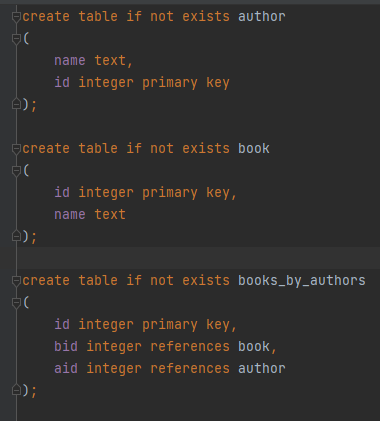 create table if not exists author
(
    name text,
    id integer primary key
);
create table if not exists book
(
    id integer primary key,
    name text
);
create table if not exists books_by_authors
(
    id integer primary key,
    bid integer references book,
    aid integer references author
);